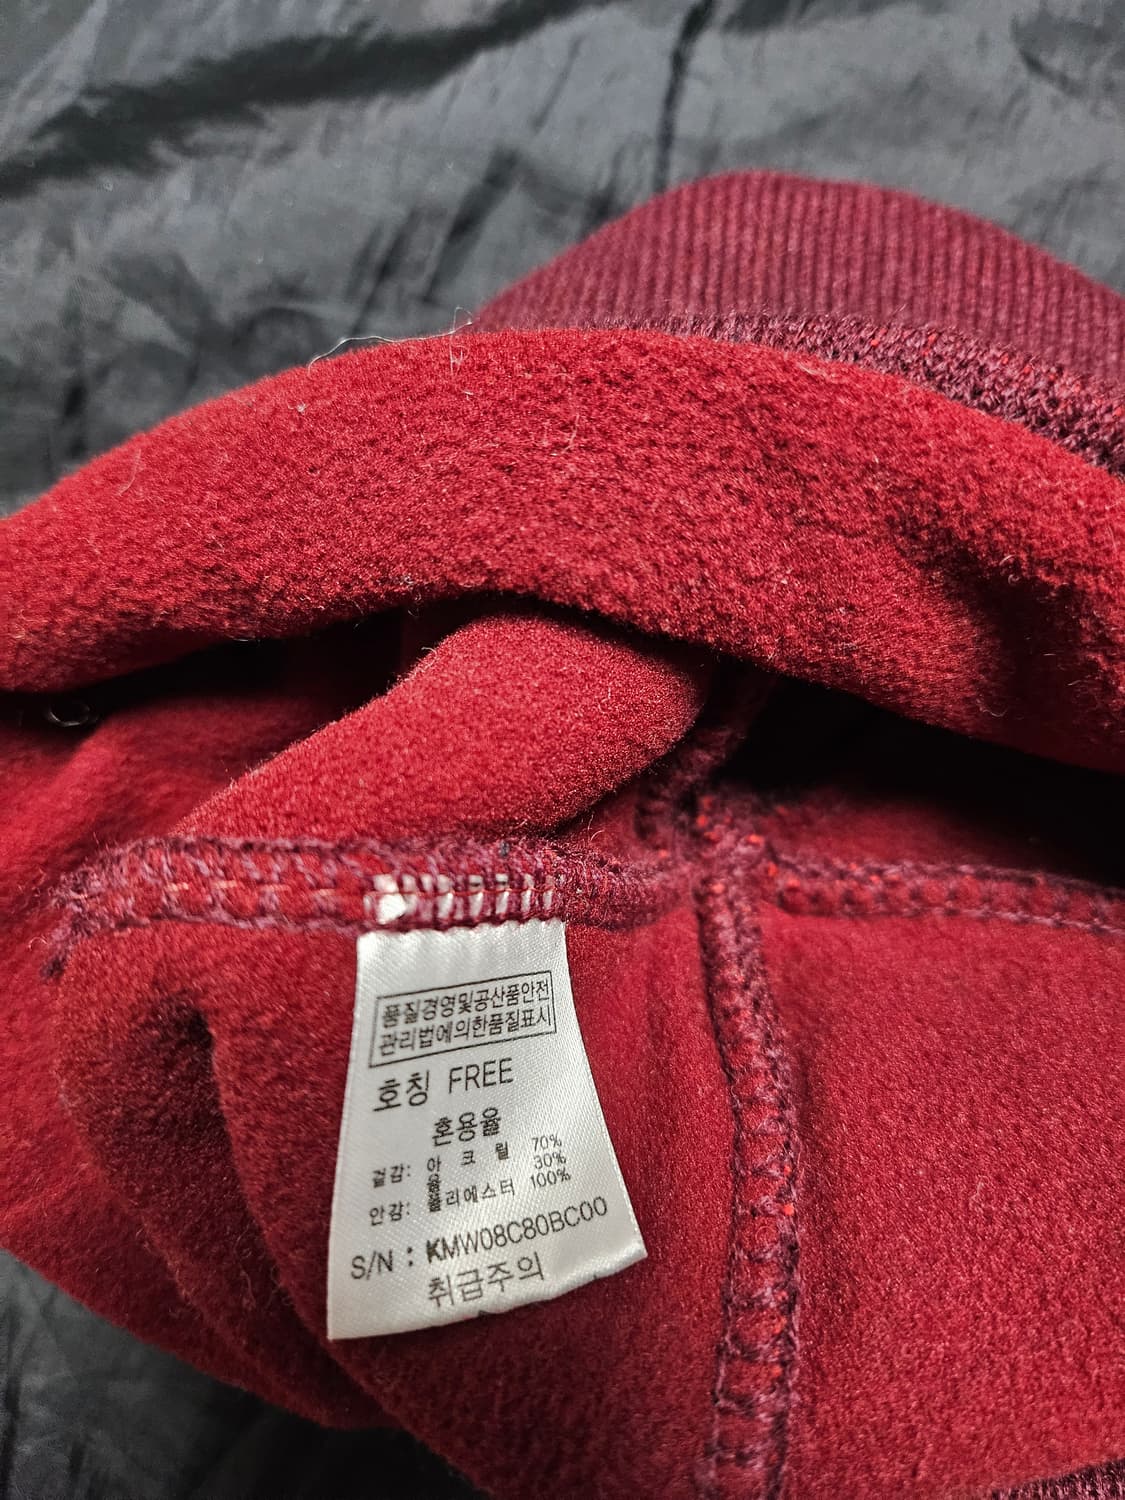 품질경영및공산품안전
관리법에의한품질표시
호칭 FREE
혼용율
겉감: 아 크 릴 70%
30%
안감: 폴리에스터 100%
S/N : KMW08C80BC00
취급주의